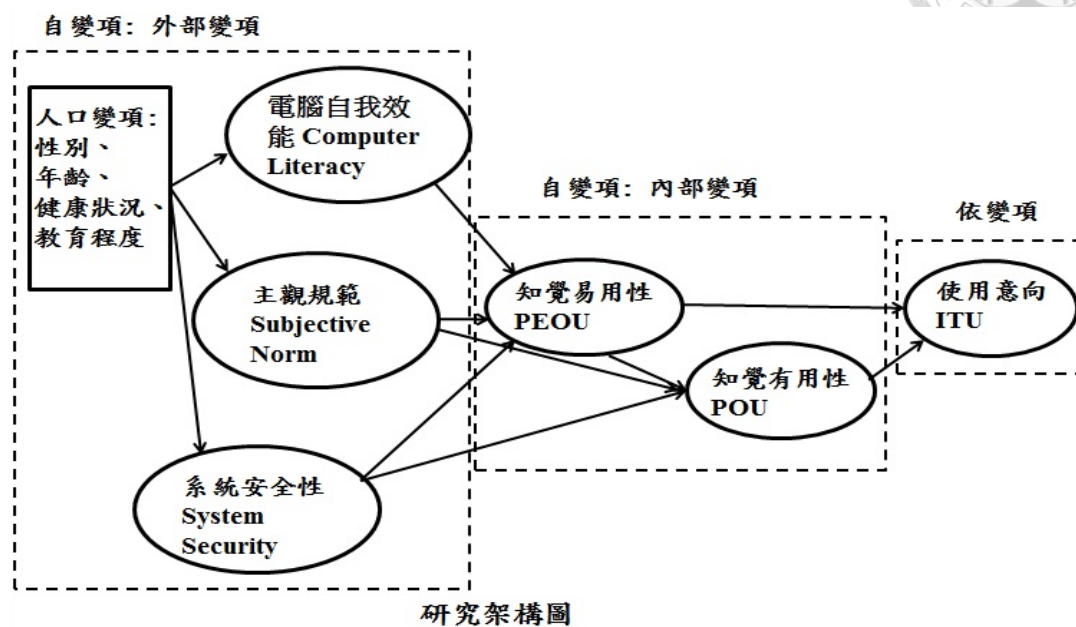 自變項: 外部變項
人口變項:
性別、
年齡、
健康狀況、
教育程度
電腦自我效
能 Computer
Literacy
主觀規範
Subjective
Norm
系統安全性
System
Security
自變項: 內部變項
知覺易用性
PEOU
知覺有用性
POU
依變項
使用意向
ITU
研究架構圖